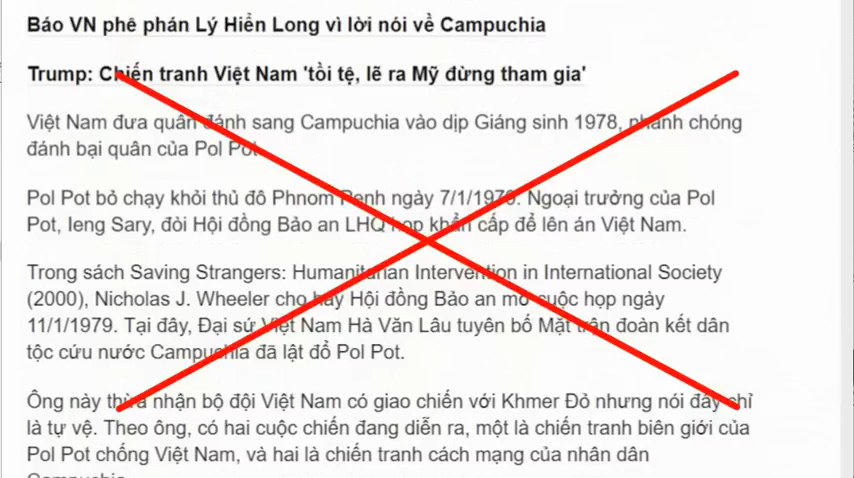 Báo VN phê phán Lý Hiển Long vì lời nói về Campuchia
Trump: Chiến tranh Việt Nam 'tồi tệ, lẽ ra Mỹ đừng tham gia'
Việt Nam đưa quân đánh sang Campuchia vào dịp Giáng sinh 1978, nhanh chóng
đánh bại quân của Pol Pot.
Pol Pot bỏ chạy khỏi thủ đô Phnom Penh ngày 7/1/1979. Ngoại trưởng của Pol
Pot, Ieng Sary, đòi Hội đồng Bảo an LHQ họp khẩn cấp để lên án Việt Nam.
Trong sách Saving Strangers: Humanitarian Intervention in International Society
(2000), Nicholas J. Wheeler cho hay Hội đồng Bảo an mở cuộc họp ngày
11/1/1979. Tại đây, Đại sứ Việt Nam Hà Văn Lâu tuyên bố Mặt trận đoàn kết dân
tộc cứu nước Campuchia đã lật đổ Pol Pot.
Ông này thừa nhận bộ đội Việt Nam có giao chiến với Khmer Đỏ nhưng nói đây chỉ
là tự vệ. Theo ông, có hai cuộc chiến đang diễn ra, một là chiến tranh biên giới của
Pol Pot chống Việt Nam, và hai là chiến tranh cách mạng của nhân dân